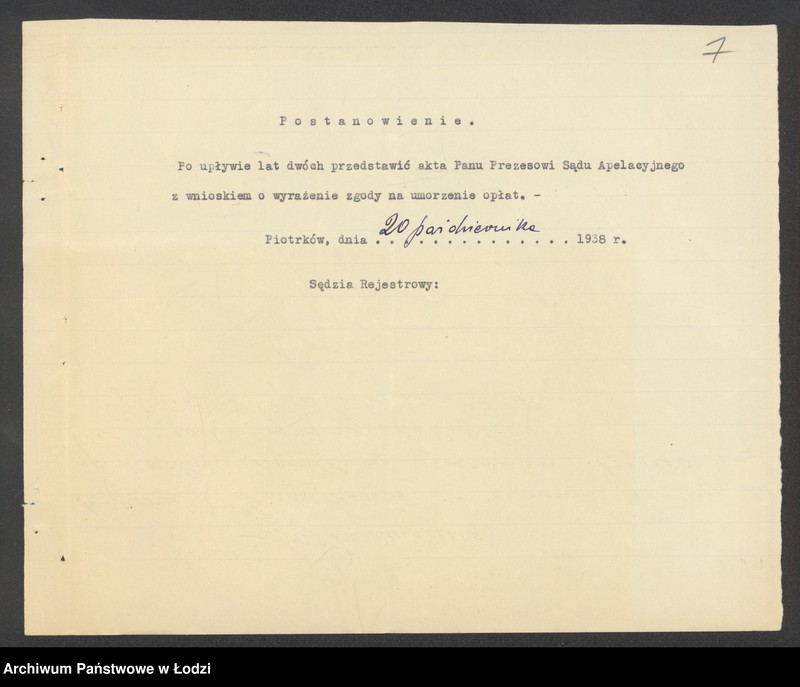 7
Postanowienie.
Po upływie lat dwóch przedstawić akta Panu Prezesowi Sądu Apelacyjnego
z wnioskiem o wyrażenie zgody na umorzenie opłat. –
Piotrków, dnia 20 października 1938 r.
Sędzia Rejestrowy:
Archiwum Państwowe w Łodzi